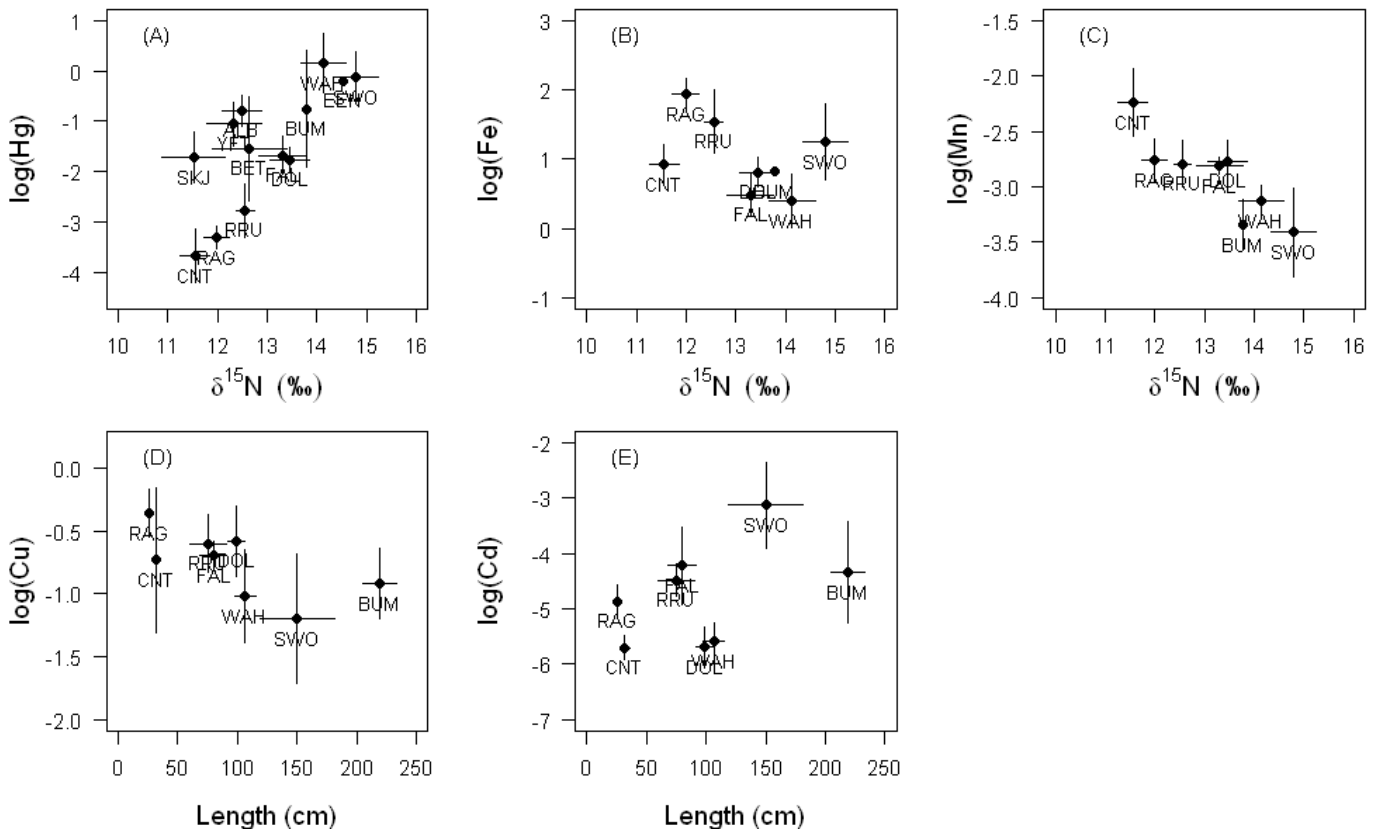 (A)
log(Hg)
1
0
-1
-2
-3
-4
WAH
SWO
BUM
ALB
BET
FAL
DOL
SKJ
RRU
RAG
CNT
10 11 12 13 14 15 16
δ15N (‰)
(B)
log(Fe)
3
2
1
0
-1
RAG
RRU
SWO
CNT
BUM
FAL
WAH
10 11 12 13 14 15 16
δ15N (‰)
(C)
log(Mn)
-1.5
-2.0
-2.5
-3.0
-3.5
-4.0
CNT
RAG
RRU
FAL
DOL
WAH
BUM
SWO
10 11 12 13 14 15 16
δ15N (‰)
(D)
log(Cu)
0.0
-0.5
-1.0
-1.5
-2.0
RAG
RRU
DOL
FAL
CNT
WAH
BUM
SWO
0 50 100 150 200 250
Length (cm)
(E)
log(Cd)
-2
-3
-4
-5
-6
-7
SWO
FAL
RRU
BUM
RAG
WAH
DOL
CNT
0 50 100 150 200 250
Length (cm)